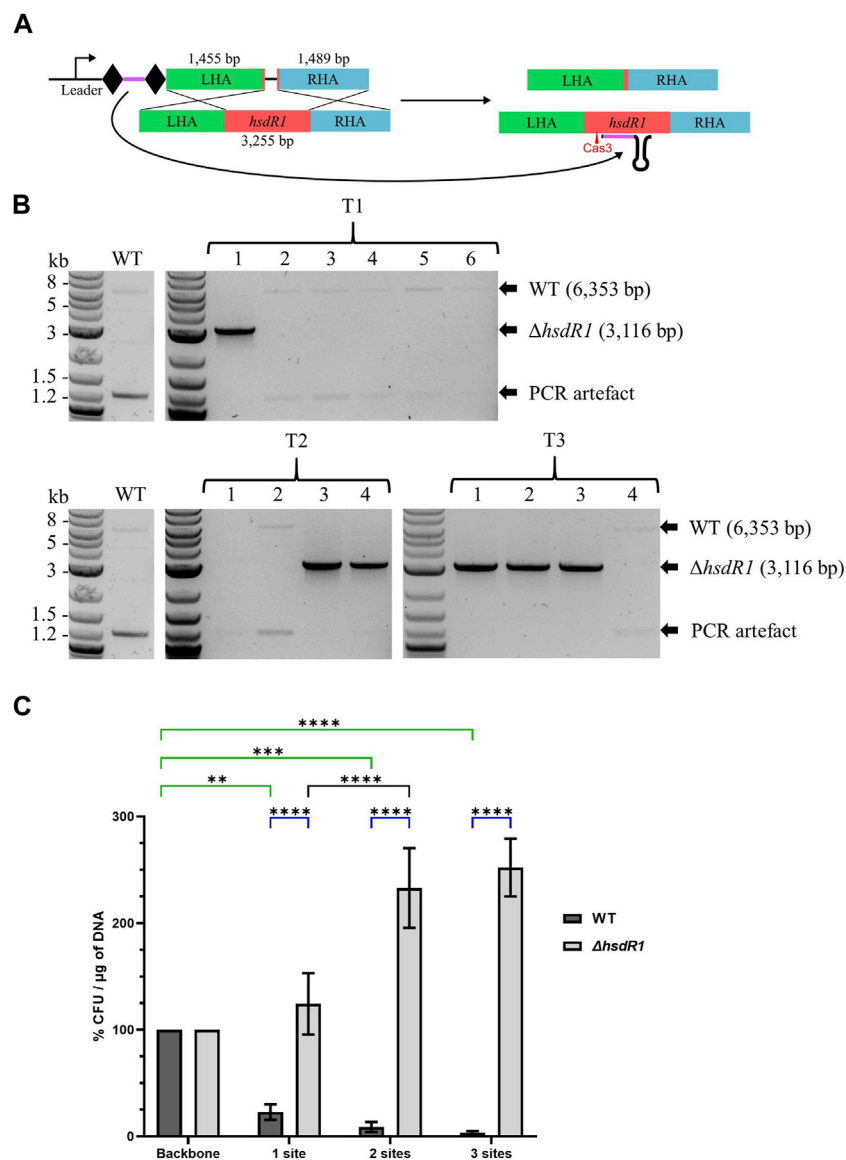 A
1,455 bp 1,489 bp
Leader LHA RHA LHA RHA
LHA hsdR1 RHA LHA hsdR1 RHA
3,255 bp Cas3
B
T1
kb WT 1 2 3 4 5 6
8 - WT (6,353 bp)
5 -
3 - ΔhsdR1 (3,116 bp)
1.5 -
1.2 - PCR artefact
T2 T3
kb WT 1 2 3 4 1 2 3 4
8 - WT (6,353 bp)
5 -
3 - ΔhsdR1 (3,116 bp)
1.5 -
1.2 - PCR artefact
C
****
***
** ****
**** **** ****
300
200
100
0
% CFU / µg of DNA
WT
ΔhsdR1
Backbone 1 site 2 sites 3 sites